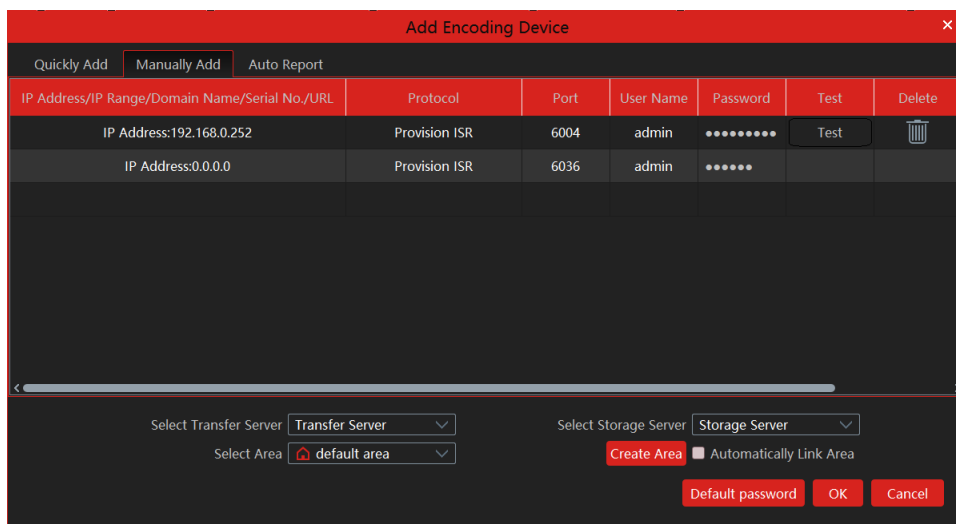 Add Encoding Device
Quickly Add Manually Add Auto Report
IP Address/IP Range/Domain Name/Serial No./URL Protocol Port User Name Password Test Delete
IP Address:192.168.0.252 Provision ISR 6004 admin ●●●●●●●●● Test
IP Address:0.0.0.0 Provision ISR 6036 admin ●●●●●●
Select Transfer Server Transfer Server Select Storage Server Storage Server
Select Area default area Create Area Automatically Link Area
Default password OK Cancel